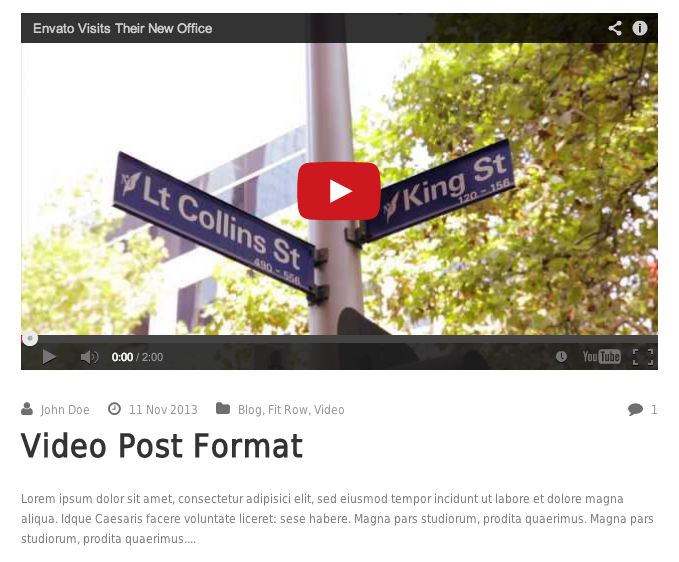 Envato Visits Their New Office
Lt Collins St
490 - 556
King St
120 - 156
0:00 / 2:00
YouTube
John Doe
11 Nov 2013
Blog, Fit Row, Video
1
Video Post Format
Lorem ipsum dolor sit amet, consectetur adipisici elit, sed eiusmod tempor incidunt ut labore et dolore magna
aliqua. Idque Caesaris facere voluntate liceret: sese habere. Magna pars studiorum, prodita quaerimus. Magna pars
studiorum, prodita quaerimus....